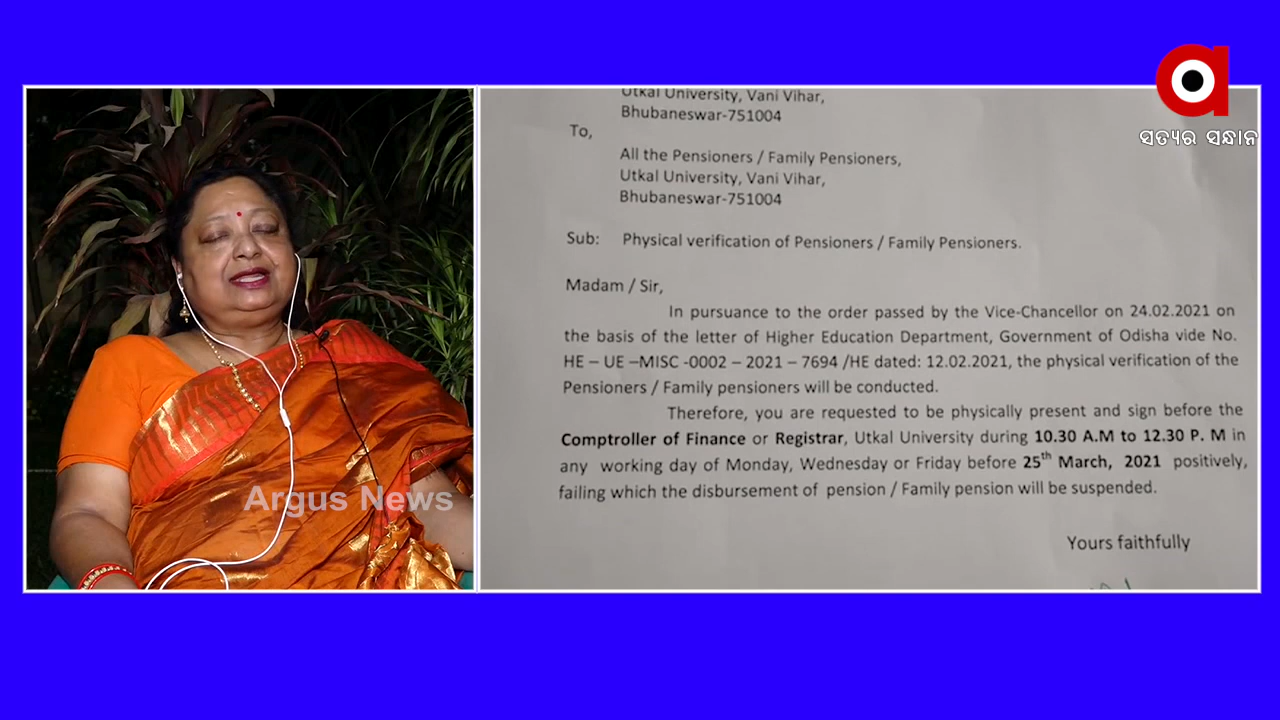 ସତ୍ୟର ସନ୍ଧାନ
Utkal University, Vani Vihar,
Bhubaneswar-751004
To,
All the Pensioners / Family Pensioners,
Utkal University, Vani Vihar,
Bhubaneswar-751004
Sub: Physical verification of Pensioners / Family Pensioners.
Madam / Sir,
In pursuance to the order passed by the Vice-Chancellor on 24.02.2021 on
the basis of the letter of Higher Education Department, Government of Odisha vide No.
HE – UE –MISC -0002 – 2021 – 7694 /HE dated: 12.02.2021, the physical verification of the
Pensioners / Family pensioners will be conducted.
Therefore, you are requested to be physically present and sign before the
Comptroller of Finance or Registrar, Utkal University during 10.30 A.M to 12.30 P. M in
any working day of Monday, Wednesday or Friday before 25th March, 2021 positively,
failing which the disbursement of pension / Family pension will be suspended.
Yours faithfully
Argus News